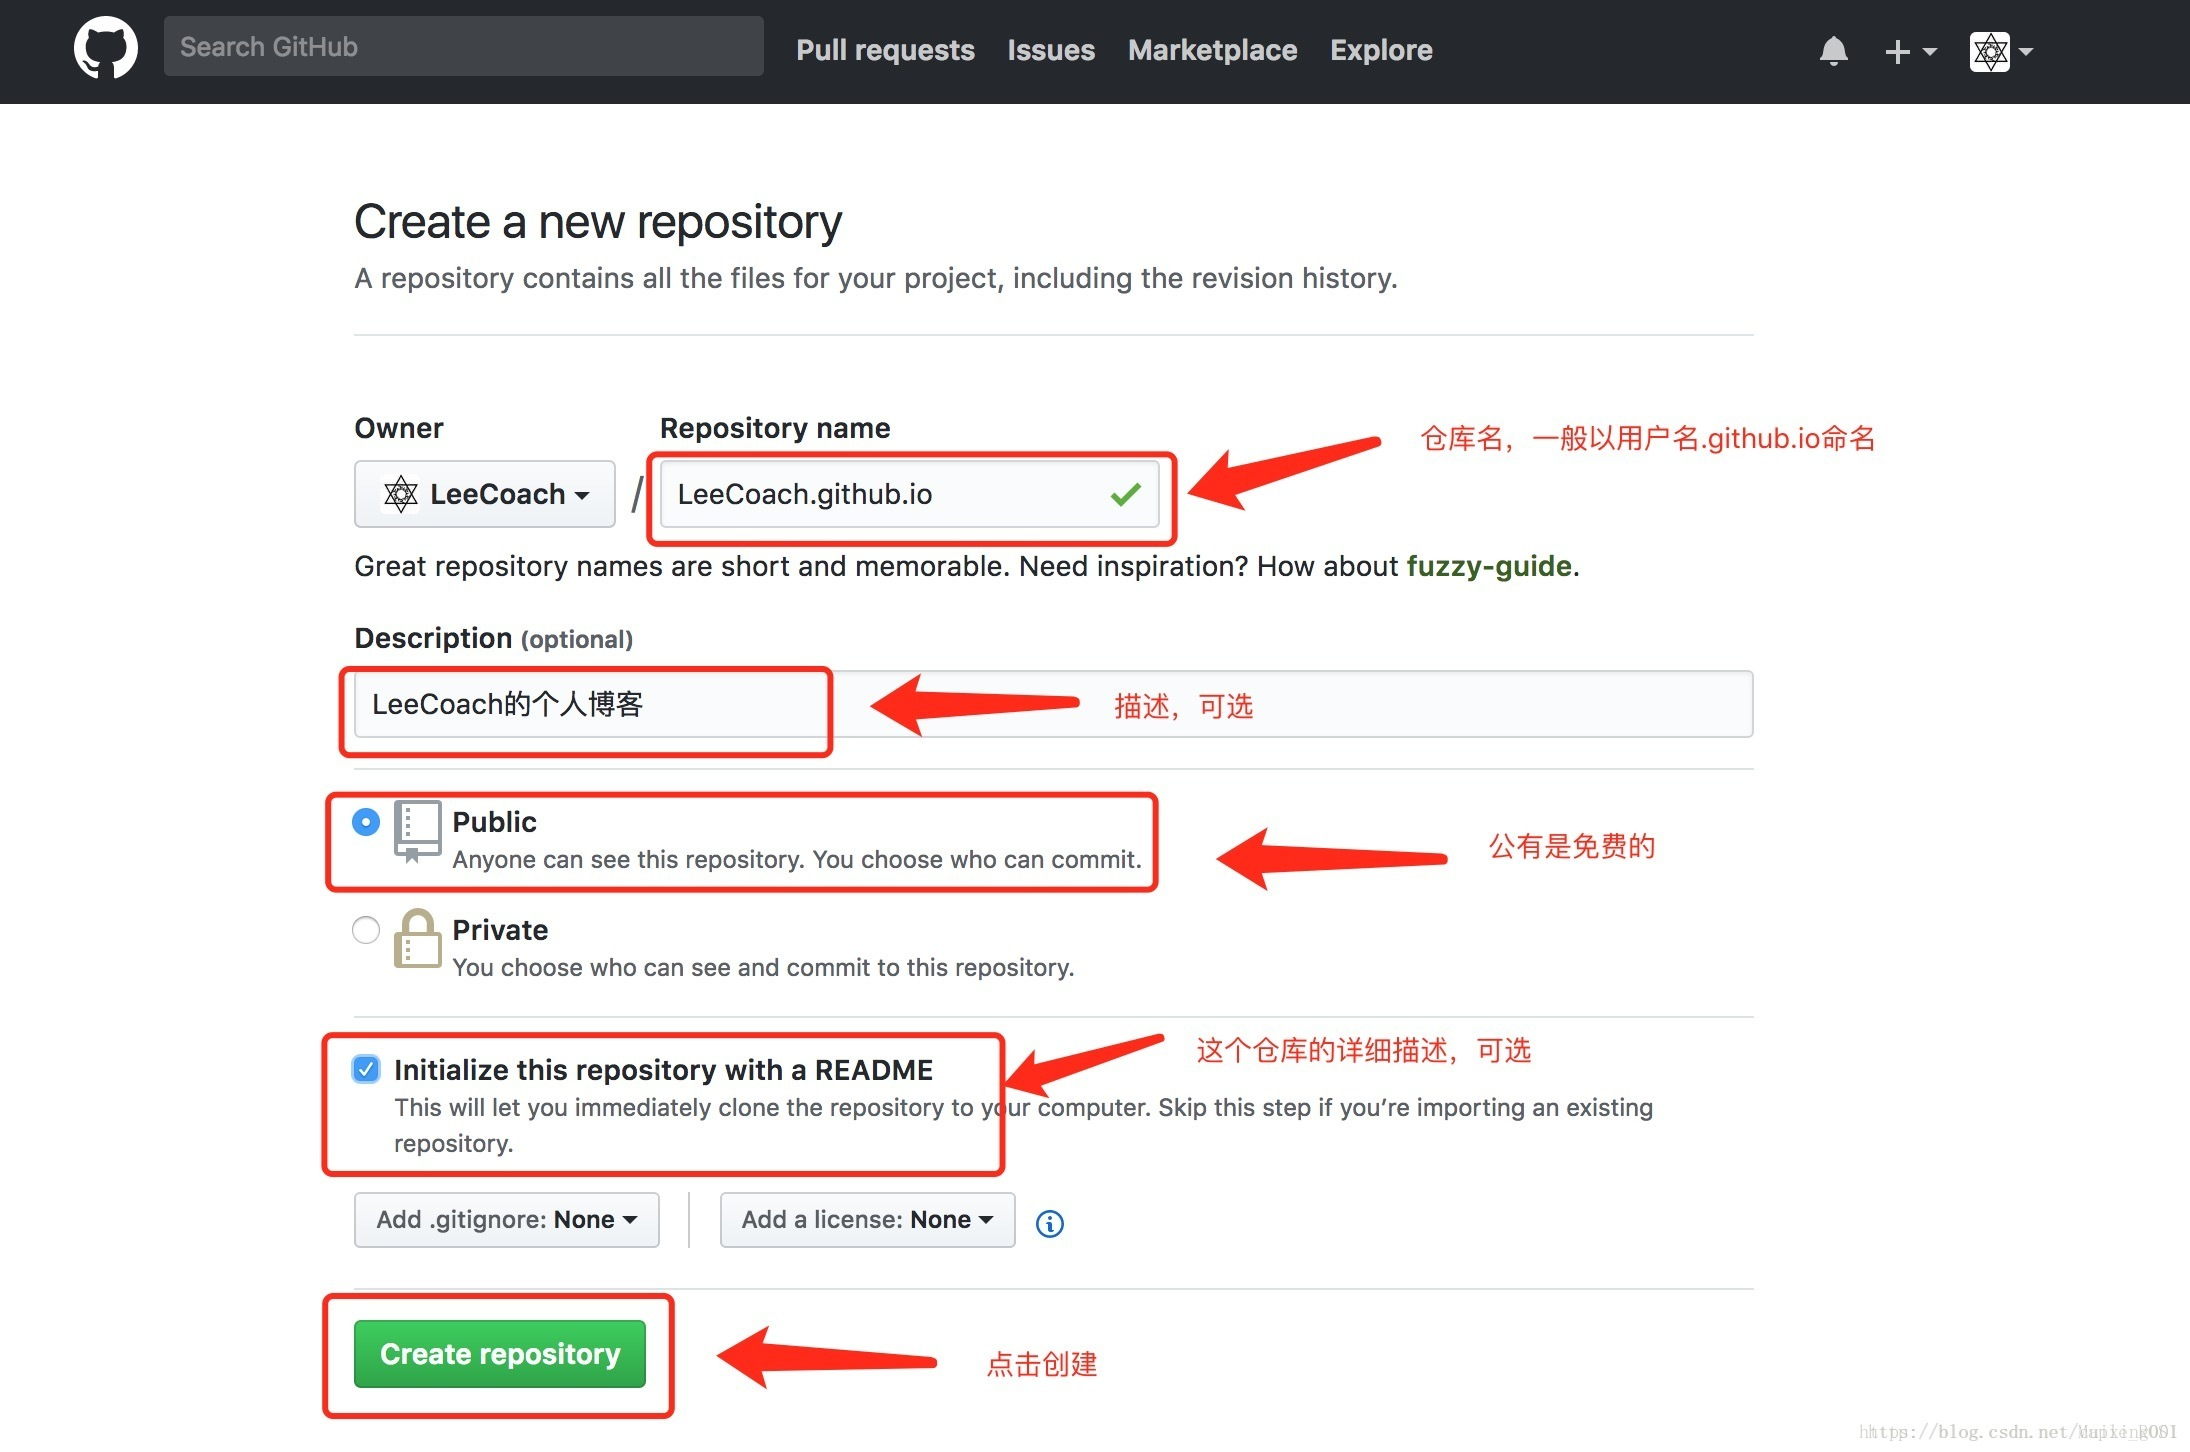 Search GitHub
Pull requests Issues Marketplace Explore
Create a new repository
A repository contains all the files for your project, including the revision history.
Owner
Repository name
仓库名，一般以用户名.github.io命名
LeeCoach / LeeCoach.github.io
Great repository names are short and memorable. Need inspiration? How about fuzzy-guide.
Description (optional)
LeeCoach的个人博客
描述，可选
Public
Anyone can see this repository. You choose who can commit.
公有是免费的
Private
You choose who can see and commit to this repository.
这个仓库的详细描述，可选
Initialize this repository with a README
This will let you immediately clone the repository to your computer. Skip this step if you’re importing an existing
repository.
Add .gitignore: None
Add a license: None
Create repository
点击创建
https://blog.csdn.net/